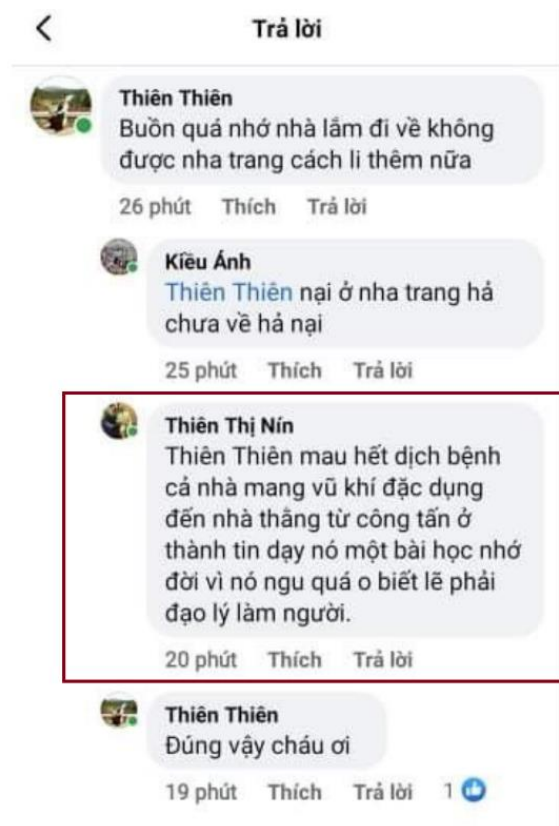 Trả lời
Thiên Thiên
Buồn quá nhớ nhà lắm đi về không
được nha trang cách li thêm nữa
26 phút Thích Trả lời
Kiều Ánh
Thiên Thiên nại ở nha trang hả
chưa về hả nại
25 phút Thích Trả lời
Thiên Thị Nín
Thiên Thiên mau hết dịch bệnh
cả nhà mang vũ khí đặc dụng
đến nhà thằng từ công tấn ở
thành tin dạy nó một bài học nhớ
đời vì nó ngu quá o biết lẽ phải
đạo lý làm người.
20 phút Thích Trả lời
Thiên Thiên
Đúng vậy cháu ơi
19 phút Thích Trả lời 1